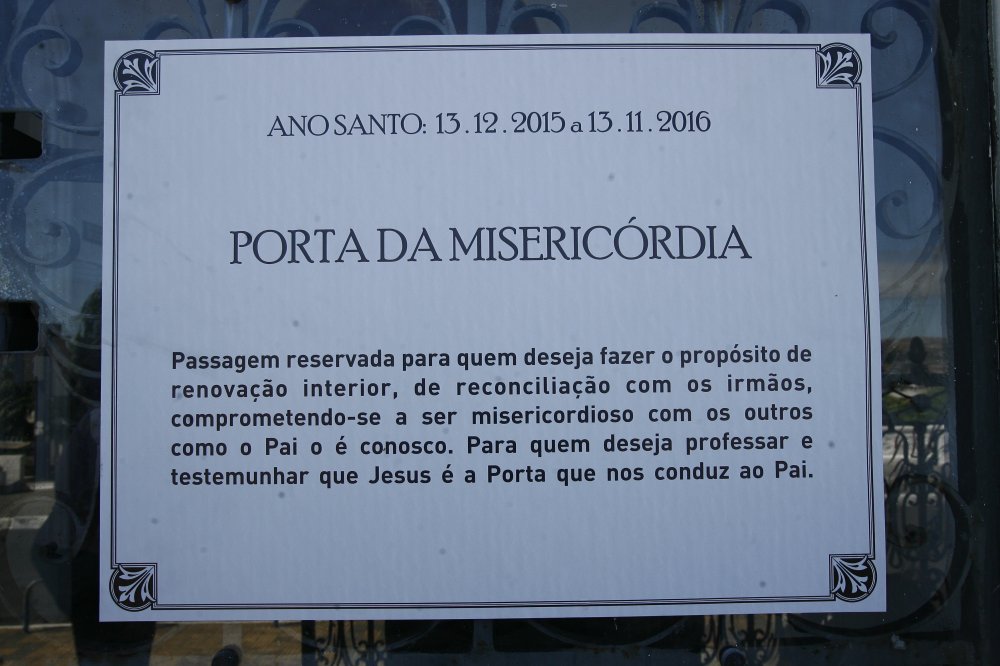 ANO SANTO: 13.12.2015 a 13.11.2016
PORTA DA MISERICÓRDIA
Passagem reservada para quem deseja fazer o propósito de
renovação interior, de reconciliação com os irmãos,
comprometendo-se a ser misericordioso com os outros
como o Pai o é conosco. Para quem deseja professar e
testemunhar que Jesus é a Porta que nos conduz ao Pai.